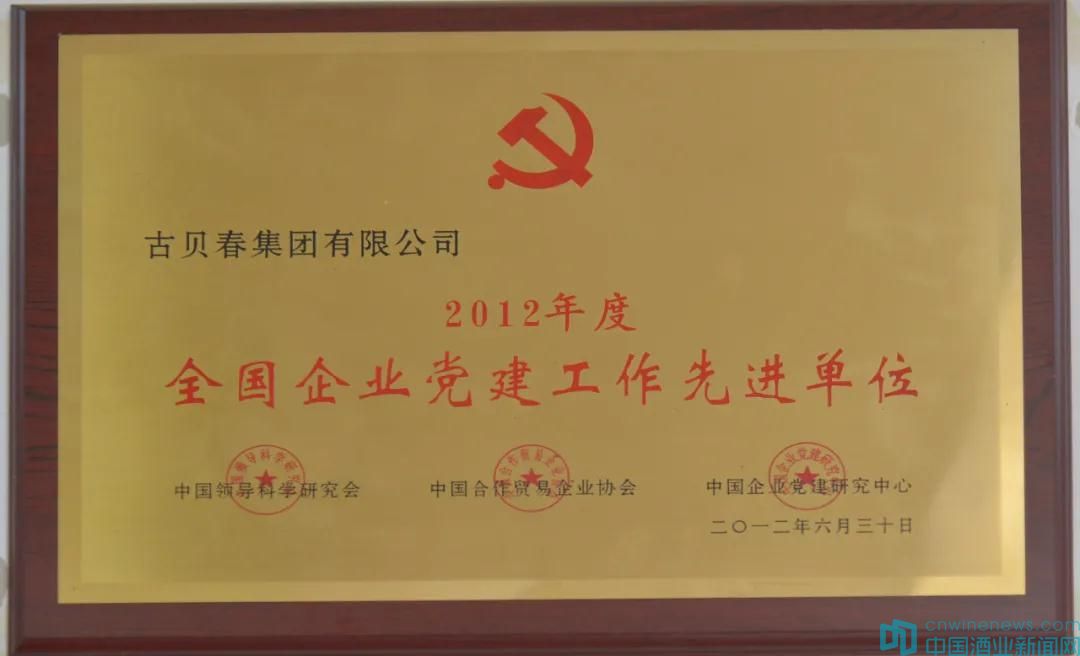 古贝春集团有限公司
2012年度
全国企业党建工作先进单位
中国领导科学研究会 中国合作贸易企业协会 中国企业党建研究中心
二〇一二年六月三十日
cnwinenews.com
中国酒业新闻网